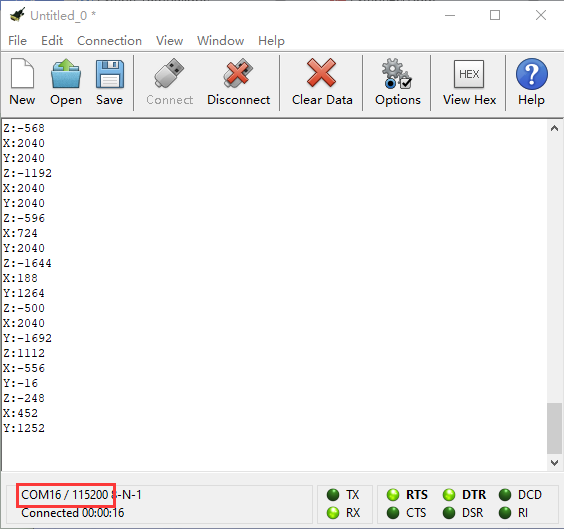 Untitled_0 *
File Edit Connection View Window Help
New Open Save Connect Disconnect Clear Data Options HEX View Hex ? Help
Z:-568
X:2040
Y:2040
Z:-1192
X:2040
Y:2040
Z:-596
X:724
Y:2040
Z:-1644
X:188
Y:1264
Z:-500
X:2040
Y:-1692
Z:1112
X:-556
Y:-16
Z:-248
X:452
Y:1252
COM16 / 115200 8-N-1
Connected 00:00:16
TX RTS DTR DCD
RX CTS DSR RI